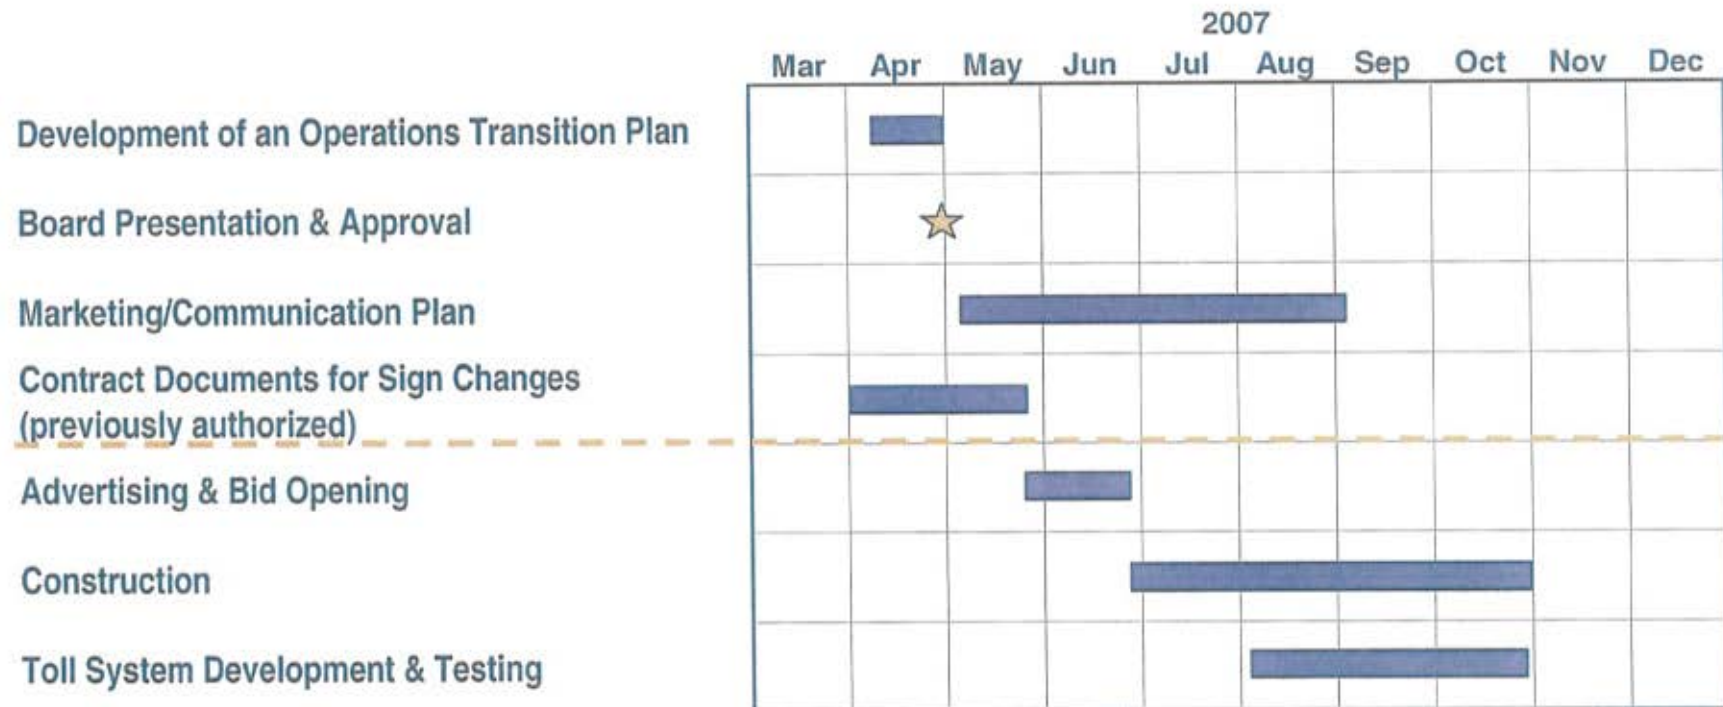 2007
Mar Apr May Jun Jul Aug Sep Oct Nov Dec
Development of an Operations Transition Plan
Board Presentation & Approval
Marketing/Communication Plan
Contract Documents for Sign Changes
(previously authorized)
Advertising & Bid Opening
Construction
Toll System Development & Testing